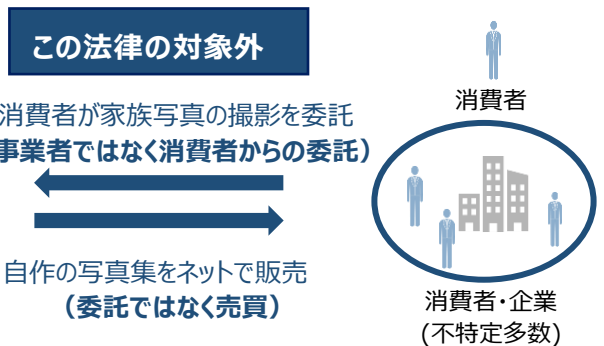 この法律の対象外
消費者
消費者が家族写真の撮影を委託
事業者ではなく消費者からの委託）
自作の写真集をネットで販売
（委託ではなく売買）
消費者・企業
(不特定多数)